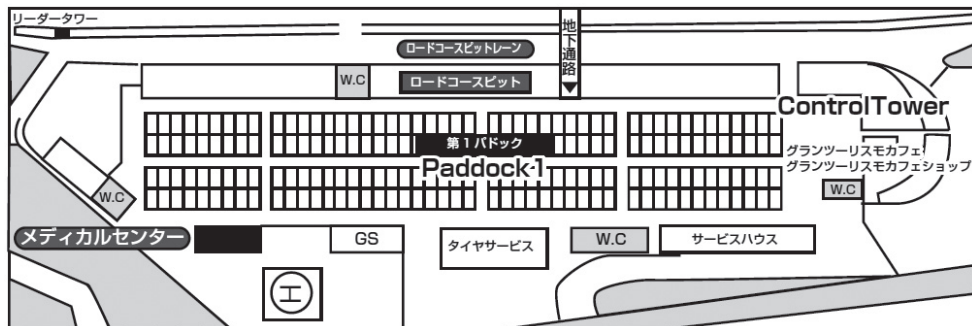 リーダータワー
地下通路
ロードコースピットレーン
W.C
ロードコースピット
ControlTower
第1パドック
グランツーリスモカフェ
Paddock-1
グランツーリスモカフェショップ
W.C
W.C
メディカルセンター
GS
タイヤサービス
W.C
サービスハウス
H